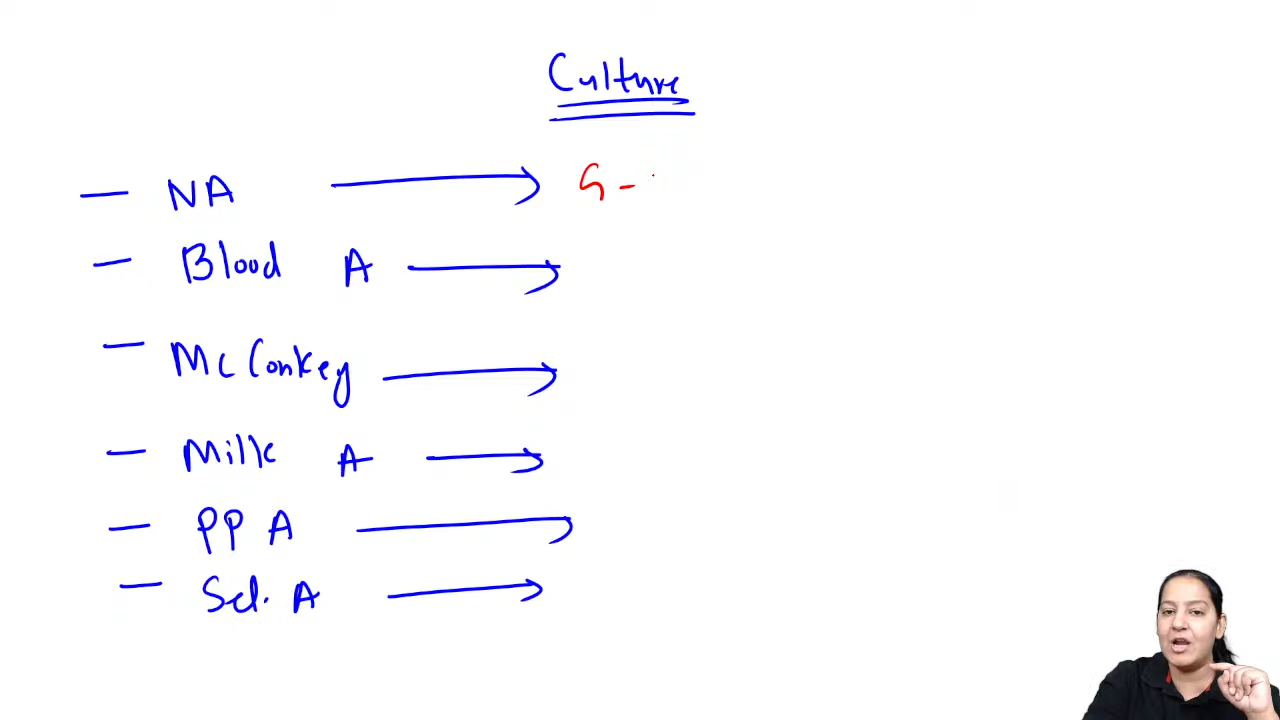 Culture
— NA → G -
— Blood A →
— McConkey →
— Milk A →
— PP A →
— Sel. A →